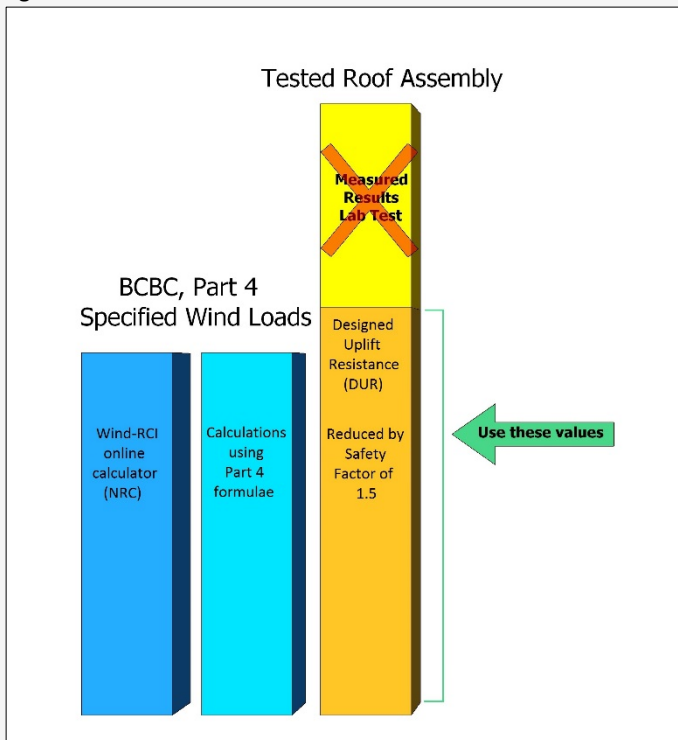 Tested Roof Assembly
Measured
Results
Lab Test
BCBC, Part 4
Specified Wind Loads
Designed
Uplift
Resistance
(DUR)
Reduced by
Safety
Factor of
1.5
Wind-RCI
online
calculator
(NRC)
Calculations
using
Part 4
formulae
Use these values